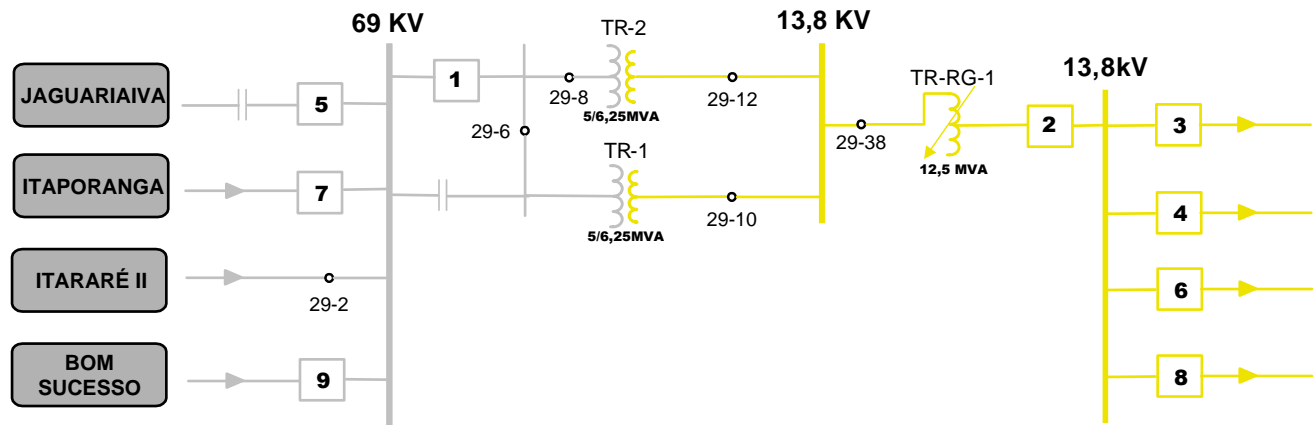 69 KV
TR-2
13,8 KV
TR-RG-1
13,8kV
JAGUARIAIVA
5
1
29-8
5/6,25MVA
29-12
29-6
29-38
12,5 MVA
2
3
ITAPORANGA
7
TR-1
5/6,25MVA
29-10
4
ITARARÉ II
29-2
6
BOM
SUCESSO
9
8